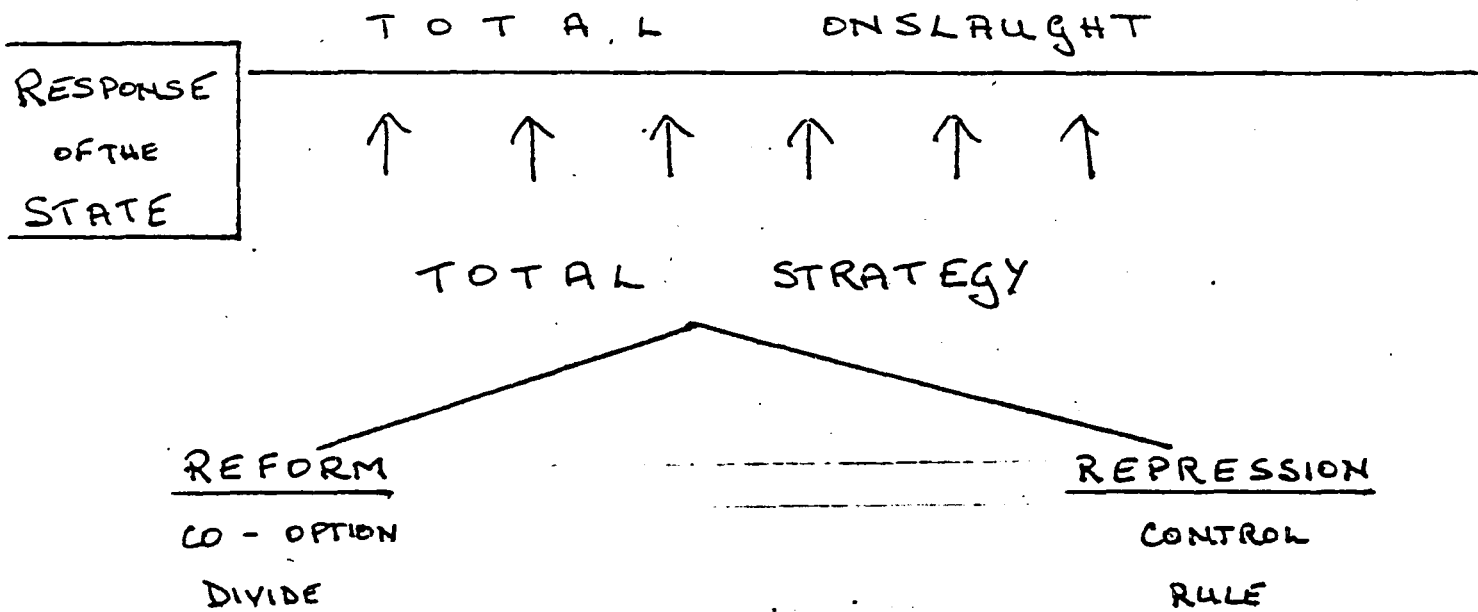 TOTAL ONSLAUGHT
RESPONSE
OF THE
STATE
TOTAL STRATEGY
REFORM
CO-OPTION
DIVIDE
REPRESSION
CONTROL
RULE